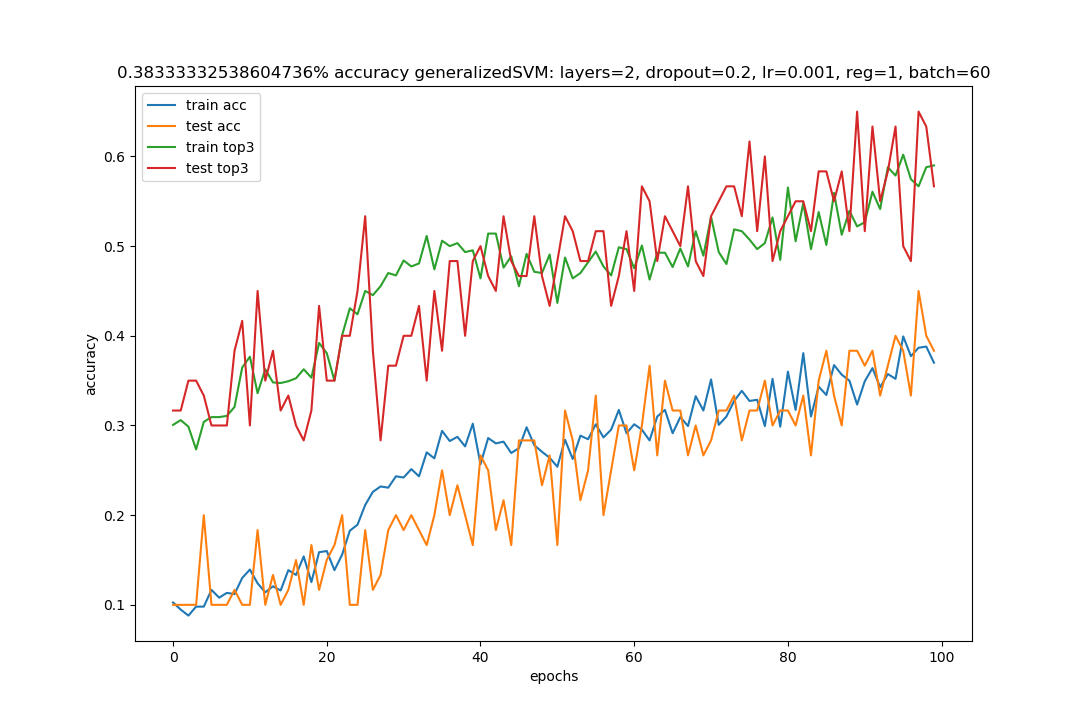 0.38333332538604736% accuracy generalizedSVM: layers=2, dropout=0.2, lr=0.001, reg=1, batch=60
train acc
test acc
train top3
test top3
accuracy
0.6
0.5
0.4
0.3
0.2
0.1
0 20 40 60 80 100
epochs